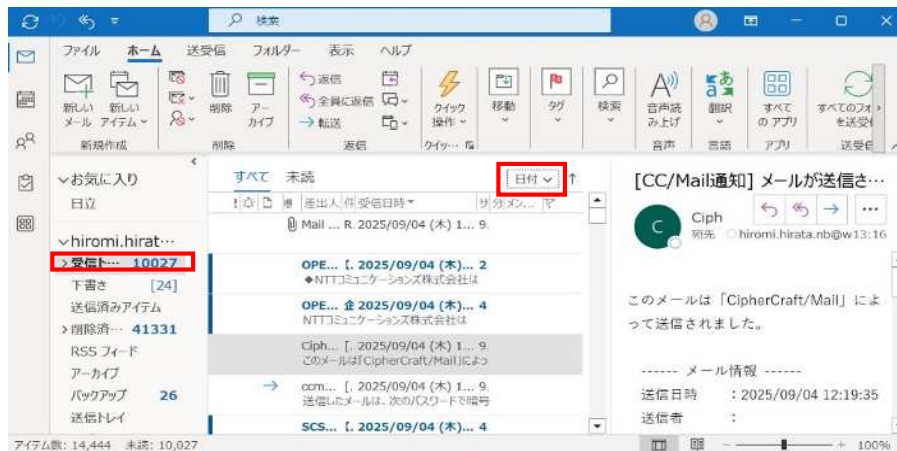 検索
ファイル ホーム 送受信 フォルダー 表示 ヘルプ
新しい メール
新しい アイテム
新規作成
削除
アーカイブ
削除
返信
全員に返信
転送
返信
クイック 操作
クイッ…
移動
タグ
検索
音声読み上げ
音声
翻訳
言語
すべて の アプリ
アプリ
すべてのフォ
を送受信
送受信
お気に入り
日立
hiromi.hirat…
受信ト… 10027
下書き [24]
送信済みアイテム
削除済… 41331
RSS フィード
アーカイブ
バックアップ 26
送信トレイ
すべて 未読 日付
差出人 件 受信日時 サ 分 メン…
Mail ... R. 2025/09/04 (木) 1... 9.
OPE... 【. 2025/09/04 (木)... 2
◆NTTコミュニケーションズ株式会社は
OPE... 企 2025/09/04 (木)... 4
NTTコミュニケーションズ株式会社は
Ciph... [. 2025/09/04 (木) 1... 9.
このメールは「CipherCraft/Mail」によっ
com... [. 2025/09/04 (木) 1... 9.
送信したメールは、次のパスワードで暗号
SCS... 【. 2025/09/04 (木)... 4
[CC/Mail通知] メールが送信さ…
C
Ciph
宛先 hiromi.hirata.nb@w 13:16
このメールは「CipherCraft/Mail」によ
って送信されました。
------ メール情報 ------
送信日時 : 2025/09/04 12:19:35
送信者 :
アイテム数: 14,444 未読: 10,027
100%